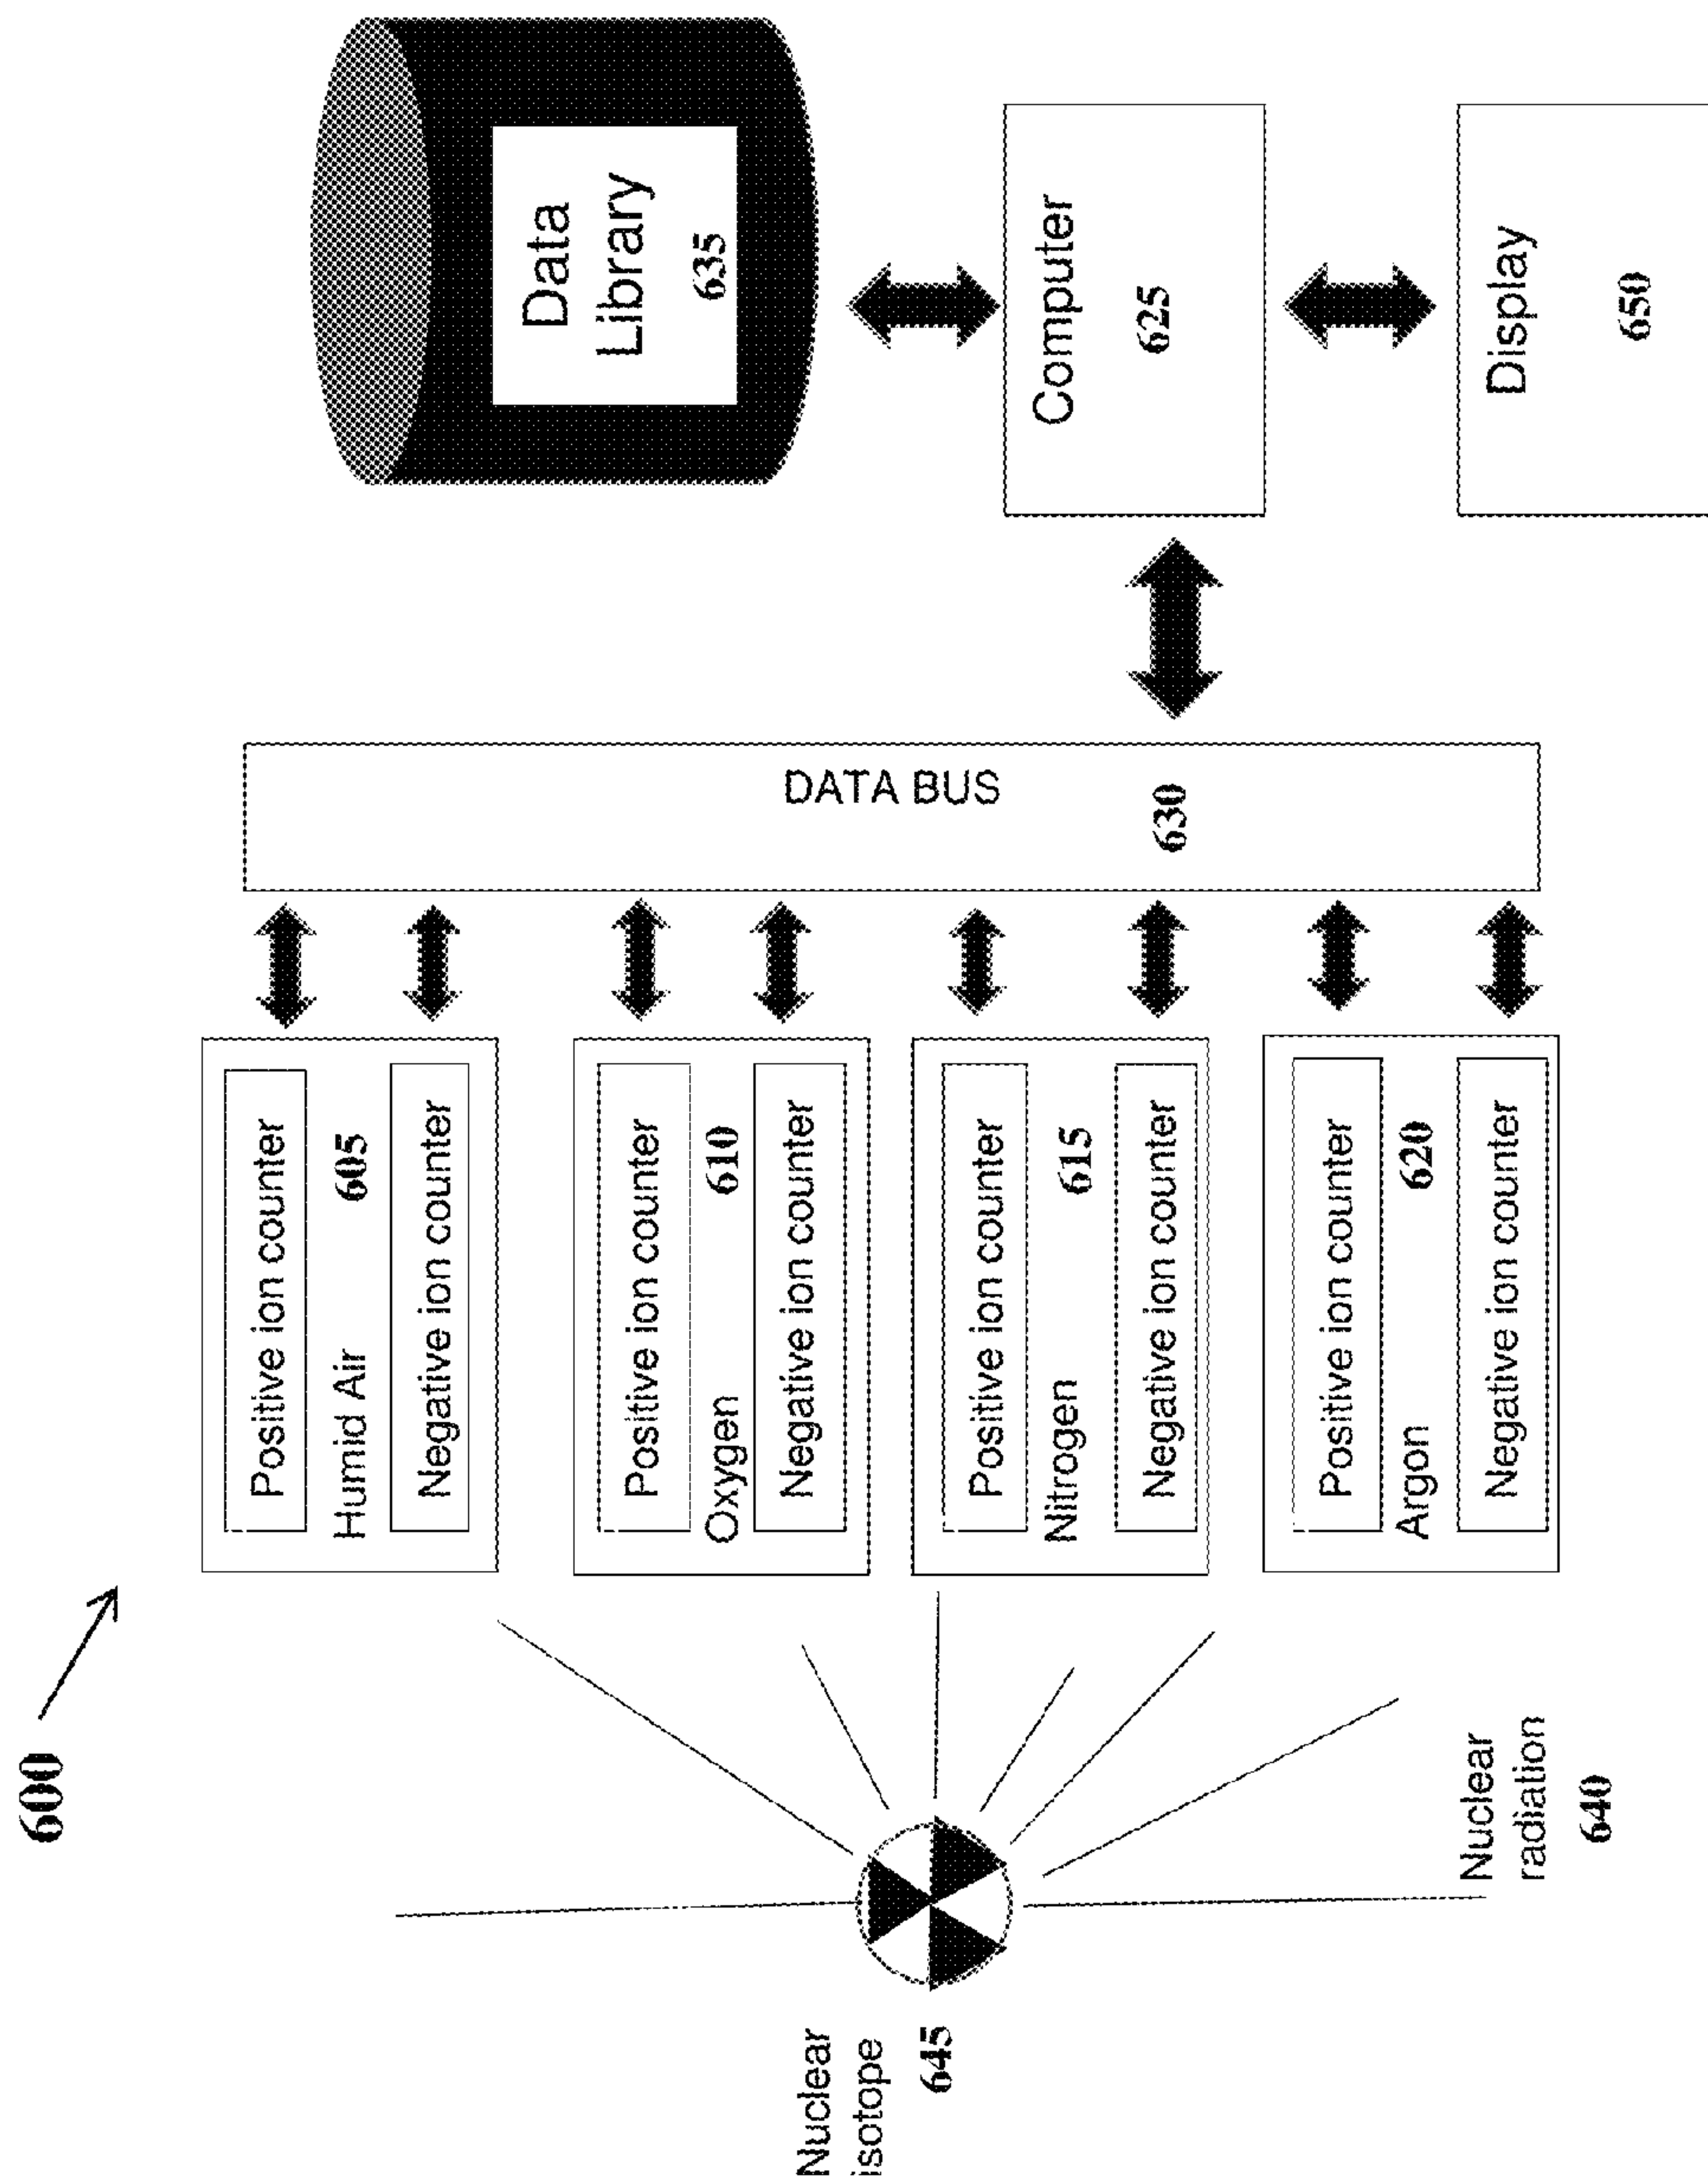 600
Positive ion counter
Humid Air
605
Negative ion counter
Positive ion counter
Oxygen
610
Negative ion counter
Positive ion counter
Nitrogen
615
Negative ion counter
Positive ion counter
Argon
620
Negative ion counter
DATA BUS
630
Data
Library
635
Computer
625
Display
650
Nuclear
isotope
645
Nuclear
radiation
640